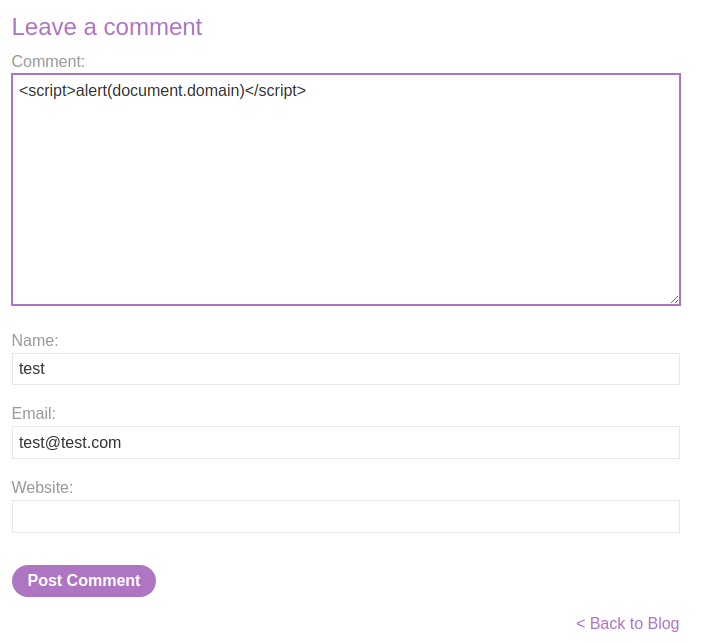 Leave a comment
Comment:
<script>alert(document.domain)</script>
Name:
test
Email:
test@test.com
Website:
Post Comment
< Back to Blog